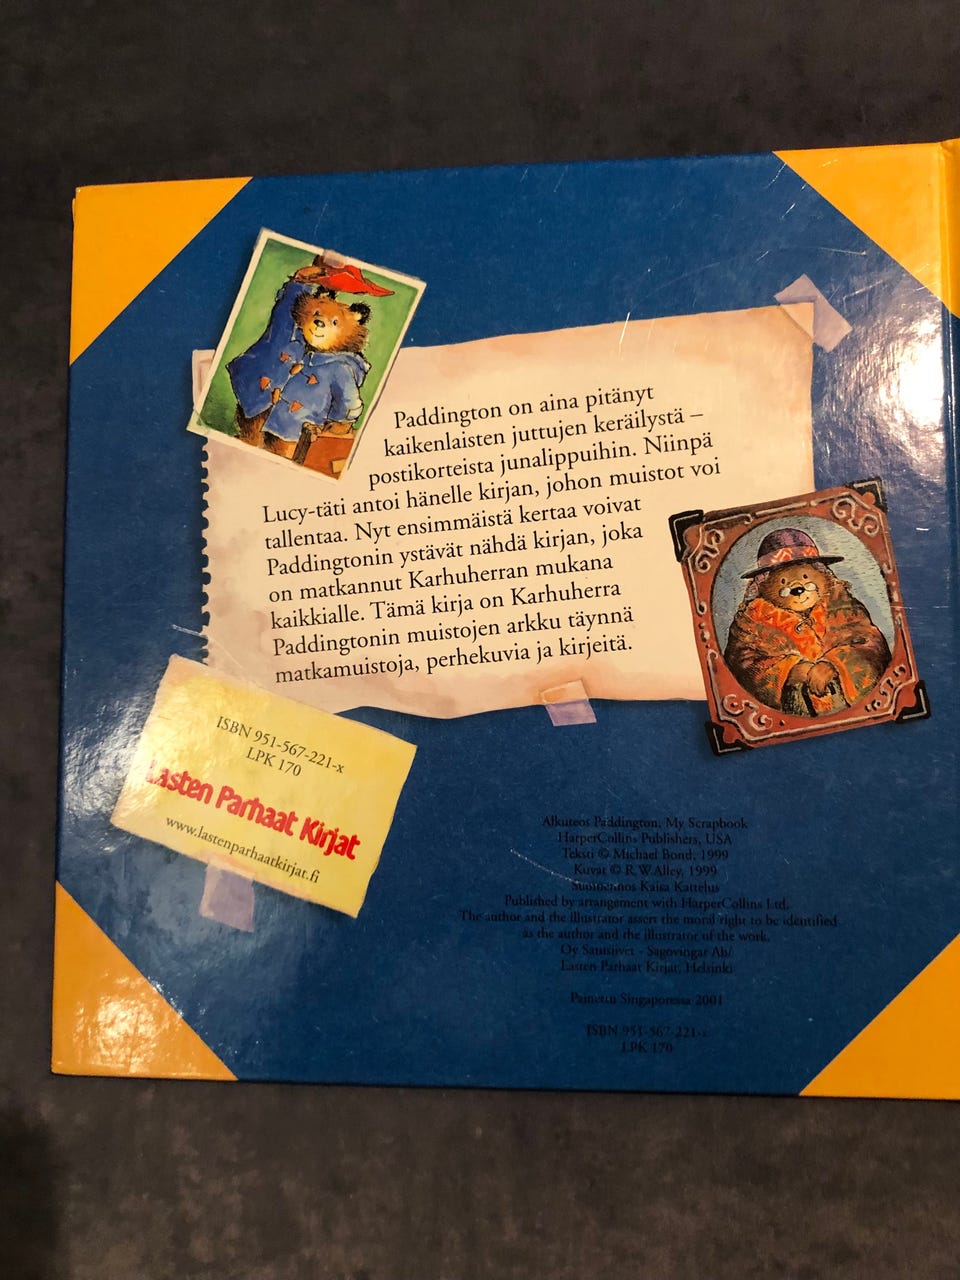 Paddington on aina pitänyt
kaikenlaisten juttujen keräilystä –
postikorteista junalippuihin. Niinpä
Lucy-täti antoi hänelle kirjan, johon muistot voi
tallentaa. Nyt ensimmäistä kertaa voivat
Paddingtonin ystävät nähdä kirjan, joka
on matkannut Karhuherran mukana
kaikkialle. Tämä kirja on Karhuherra
Paddingtonin muistojen arkku täynnä
matkamuistoja, perhekuvia ja kirjeitä.
ISBN 951-567-221-x
LPK 170
Lasten Parhaat Kirjat
www.lastenparhaatkirjat.fi
Alkuteos Paddington, My Scrapbook
HarperCollins Publishers, USA
Teksti © Michael Bond, 1999
Kuvat © R.W.Alley, 1999
Suomennos Kaisa Kattelus
Published by arrangement with HarperCollins Ltd.
The author and the illustrator assert the moral right to be identified
as the author and the illustrator of the work.
Oy Satusiivet - Sagovingar Ab/
Lasten Parhaat Kirjat, Helsinki
Painettu Singaporessa 2001
ISBN 951-567-221-x
LPK 170